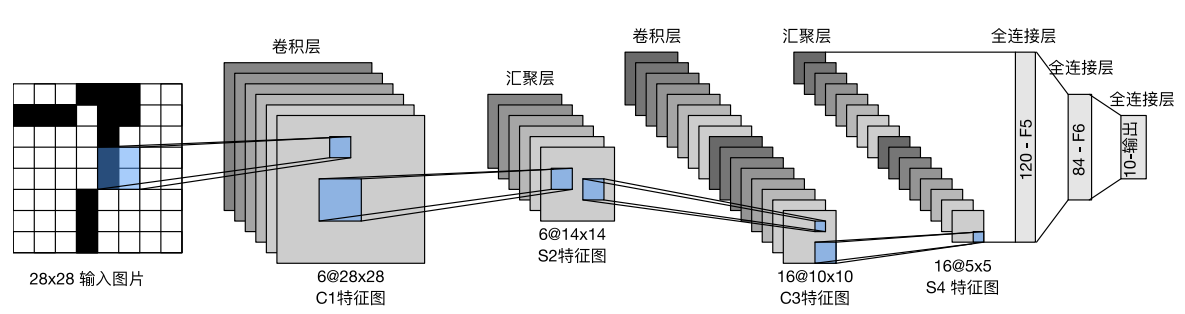 卷积层
汇聚层
卷积层
汇聚层
全连接层
全连接层
全连接层
28x28 输入图片
6@28x28
C1特征图
6@14x14
S2特征图
16@10x10
C3特征图
16@5x5
S4 特征图
120 - F5
84 - F6
10-输出